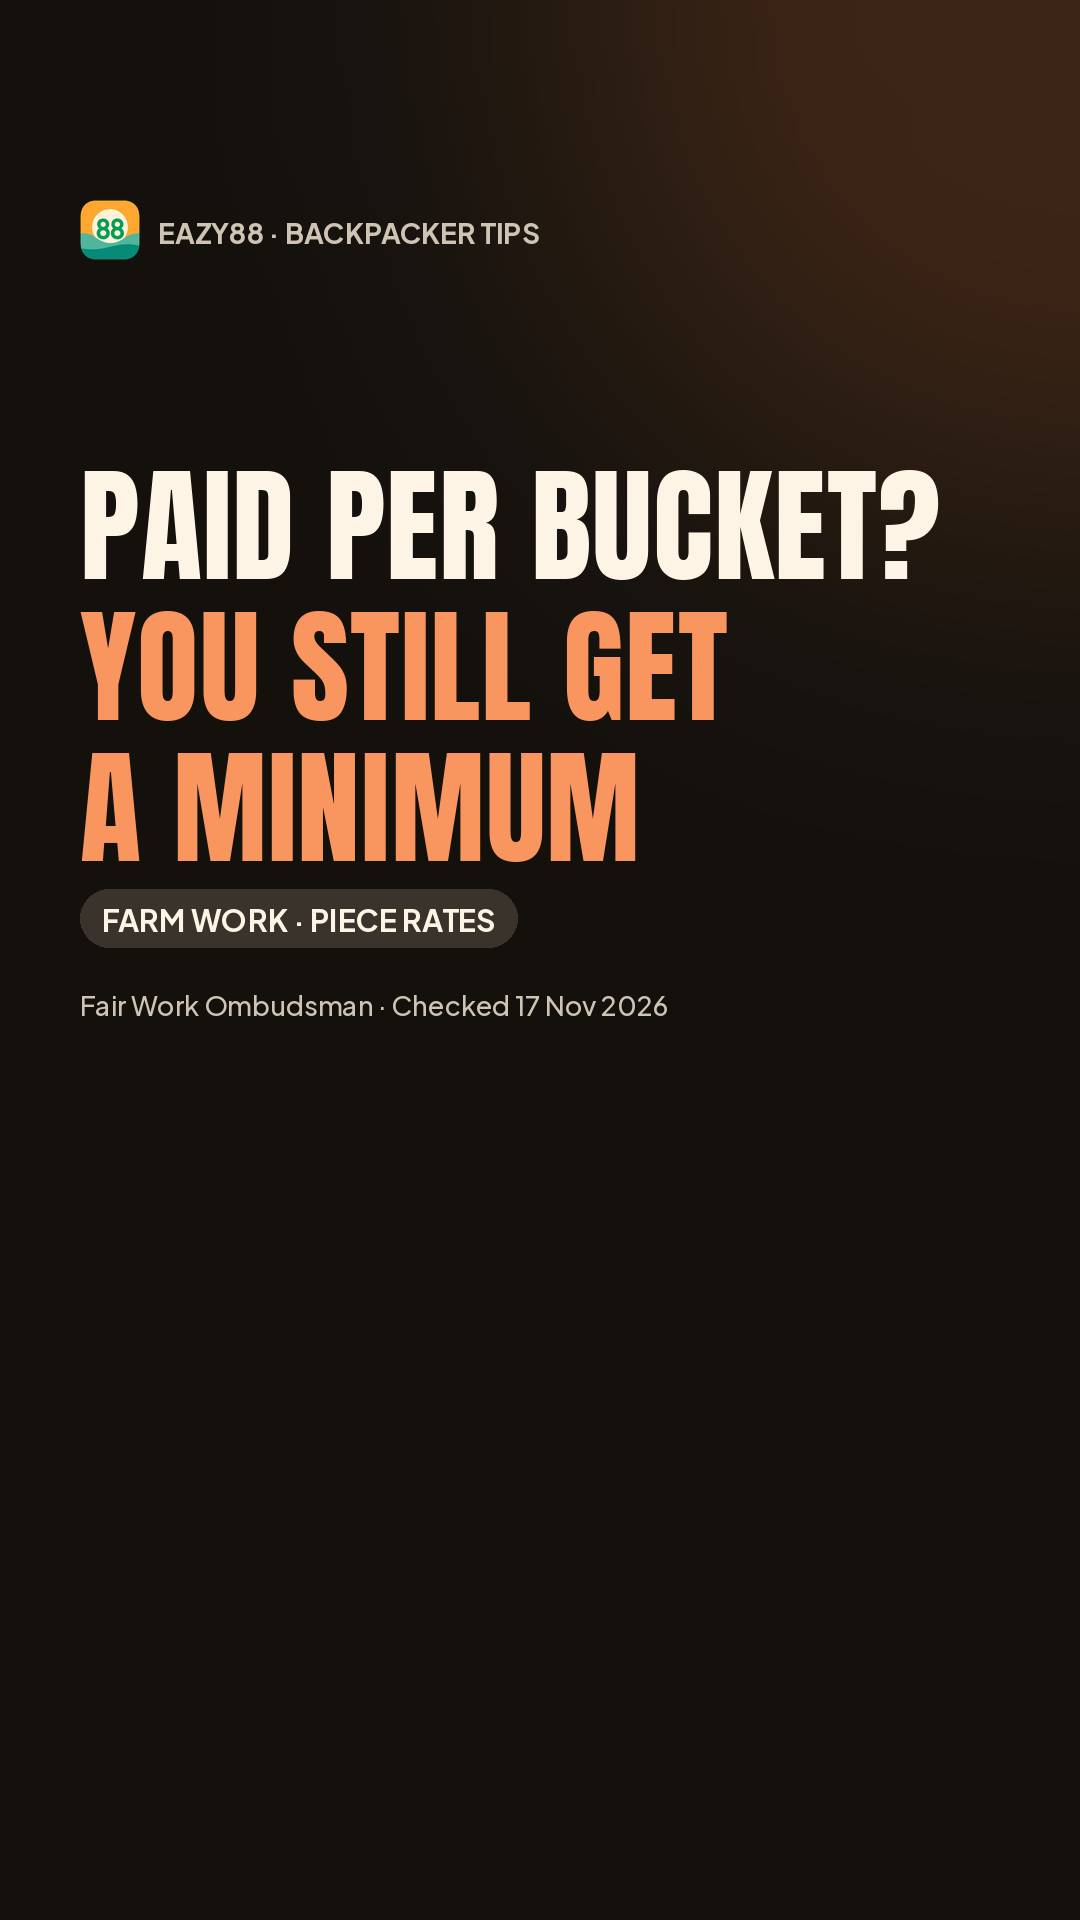 88
EAZY88 · BACKPACKER TIPS
PAID PER BUCKET?
YOU STILL GET
A MINIMUM
FARM WORK · PIECE RATES
Fair Work Ombudsman · Checked 17 Nov 2026